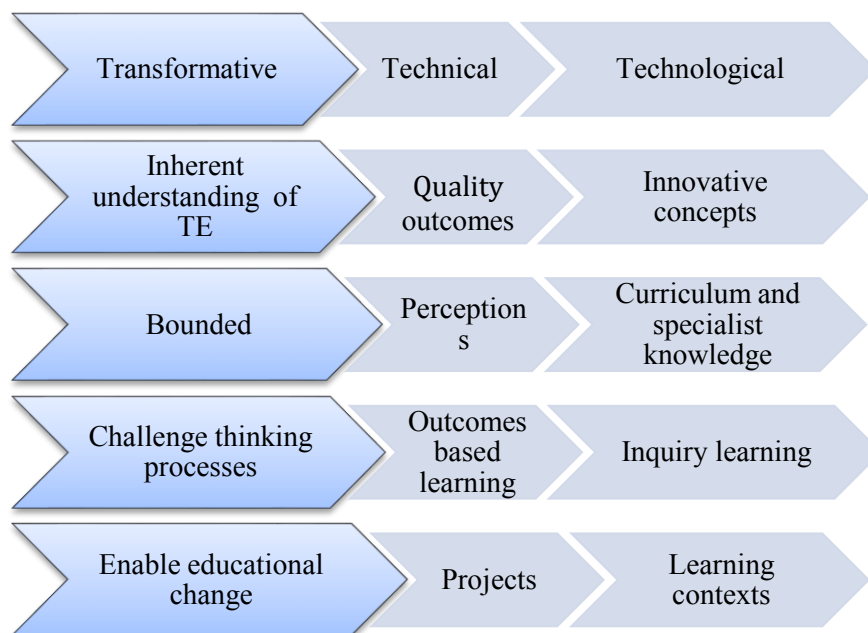 Transformative
Technical
Technological
Inherent
understanding of
TE
Quality
outcomes
Innovative
concepts
Bounded
Perception
s
Curriculum and
specialist
knowledge
Challenge thinking
processes
Outcomes
based
learning
Inquiry learning
Enable educational
change
Projects
Learning
contexts